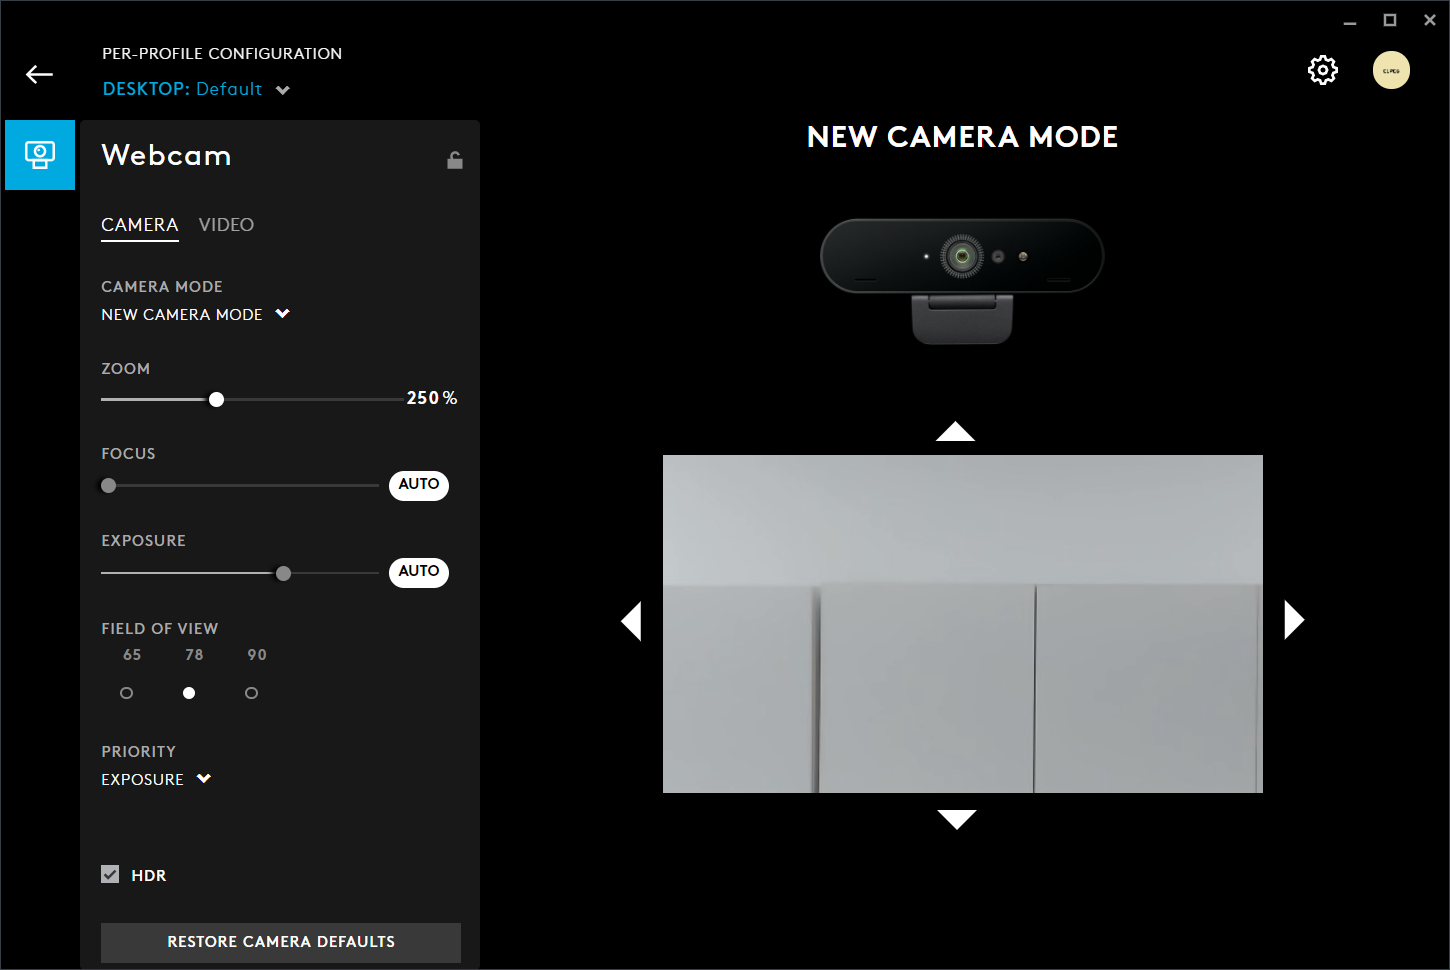 PER-PROFILE CONFIGURATION
DESKTOP: Default
Webcam
CAMERA VIDEO
CAMERA MODE
NEW CAMERA MODE
ZOOM
250 %
FOCUS
AUTO
EXPOSURE
AUTO
FIELD OF VIEW
65 78 90
PRIORITY
EXPOSURE
HDR
RESTORE CAMERA DEFAULTS
NEW CAMERA MODE